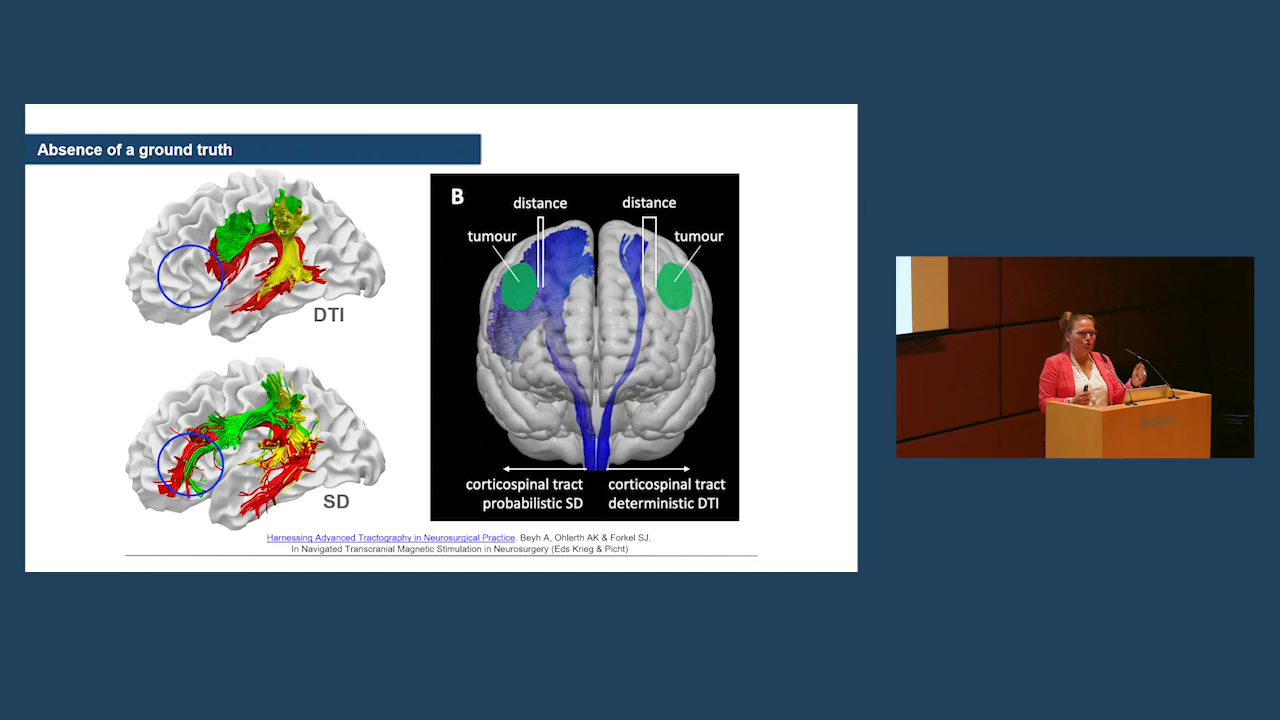 Absence of a ground truth
DTI
SD
B
distance
distance
tumour
tumour
corticospinal tract
probabilistic SD
corticospinal tract
deterministic DTI
Harnessing Advanced Tractography in Neurosurgical Practice. Beyh A, Ohlerth AK & Forkel SJ.
In Navigated Transcranial Magnetic Stimulation in Neurosurgery (Eds Krieg & Picht)